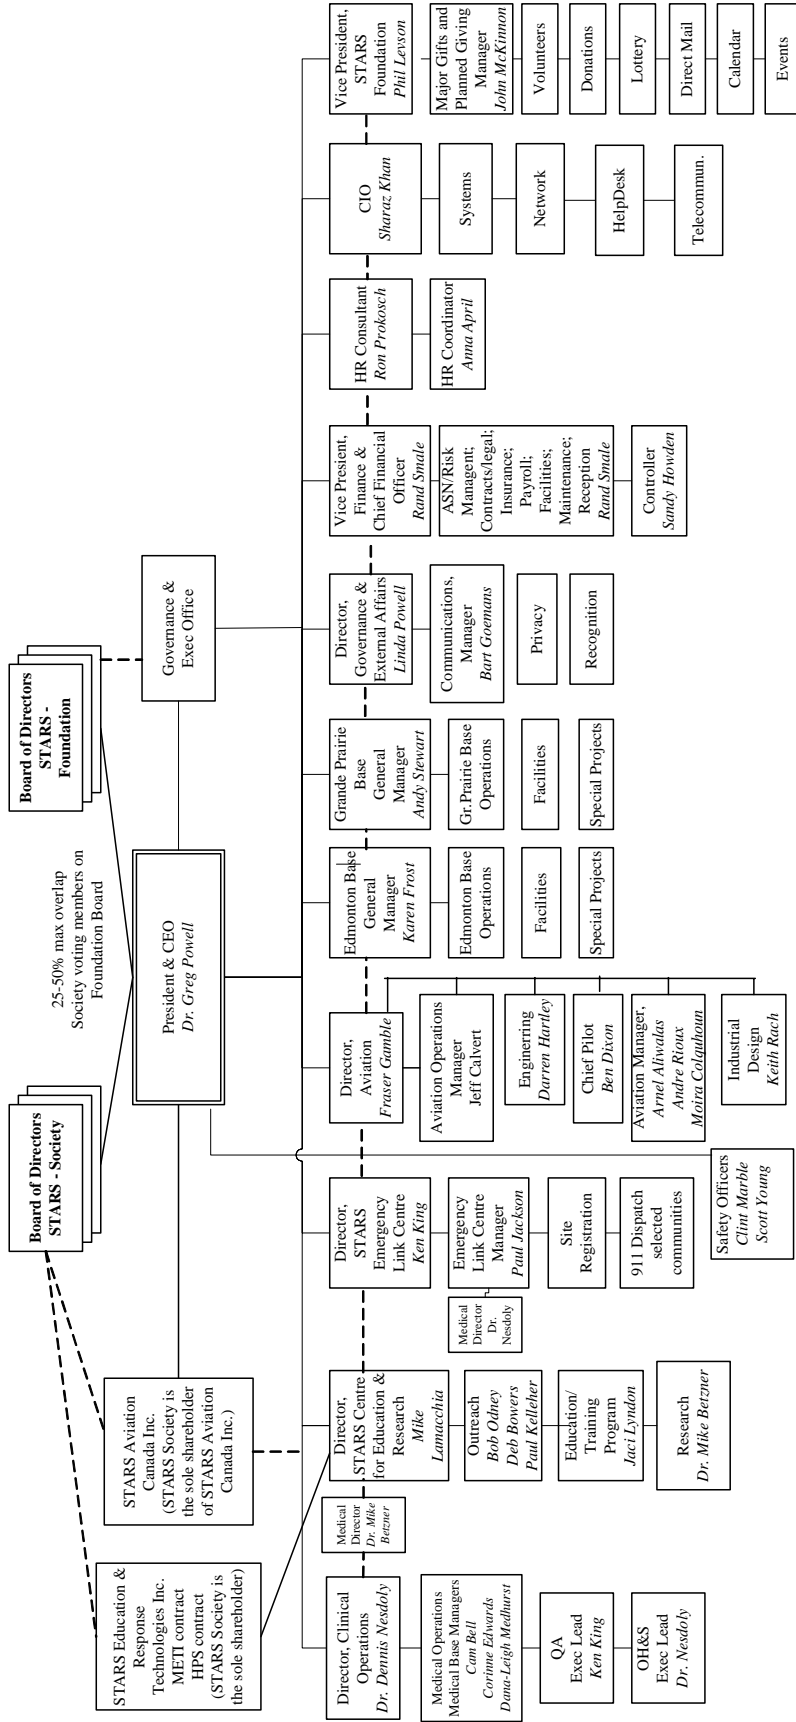 Board of Directors
STARS - Society
25-50% max overlap
Society voting members on
Foundation Board
Board of Directors
STARS -
Foundation
STARS Education &
Response
Technologies Inc.
METI contract
HPS contract
(STARS Society is
the sole shareholder)
STARS Aviation
Canada Inc.
(STARS Society is
the sole shareholder
of STARS Aviation
Canada Inc.)
President & CEO
Dr. Greg Powell
Governance &
Exec Office
Director, Clinical
Operations
Dr. Dennis Nesdoly
Medical Operations
Medical Base Managers
Cam Bell
Corinne Edwards
Dana-Leigh Medhurst
QA
Exec Lead
Ken King
OH&S
Exec Lead
Dr. Nesdoly
Medical
Director
Dr. Mike
Betzner
Director,
STARS Centre
for Education &
Research
Mike
Lamacchia
Outreach
Bob Odney
Deb Bowers
Paul Kelleher
Education/
Training
Program
Jaci Lyndon
Research
Dr. Mike Betzner
Director,
STARS
Emergency
Link Centre
Ken King
Medical
Director
Dr.
Nesdoly
Emergency
Link Centre
Manager
Paul Jackson
Site
Registration
911 Dispatch
selected
communities
Safety Officers
Clint Marble
Scott Young
Director,
Aviation
Fraser Gamble
Aviation Operations
Manager
Jeff Calvert
Enginerring
Darren Hartley
Chief Pilot
Ben Dixon
Aviation Manager,
Arnel Aliwalas
Andre Rioux
Moira Colquhoun
Industrial
Design
Keith Rach
Edmonton Base
General
Manager
Karen Frost
Edmonton Base
Operations
Facilities
Special Projects
Grande Prairie
Base
General
Manager
Andy Stewart
Gr.Prairie Base
Operations
Facilities
Special Projects
Director,
Governance &
External Affairs
Linda Powell
Communications,
Manager
Bart Goemans
Privacy
Recognition
Vice Presient,
Finance &
Chief Financial
Officer
Rand Smale
ASN/Risk
Managent;
Contracts/legal;
Insurance;
Payroll;
Facilities;
Maintenance;
Reception
Rand Smale
Controller
Sandy Howden
HR Consultant
Ron Prokosch
HR Coordinator
Anna April
CIO
Sharaz Khan
Systems
Network
HelpDesk
Telecommun.
Vice President,
STARS
Foundation
Phil Levson
Major Gifts and
Planned Giving
Manager
John McKinnon
Volunteers
Donations
Lottery
Direct Mail
Calendar
Events